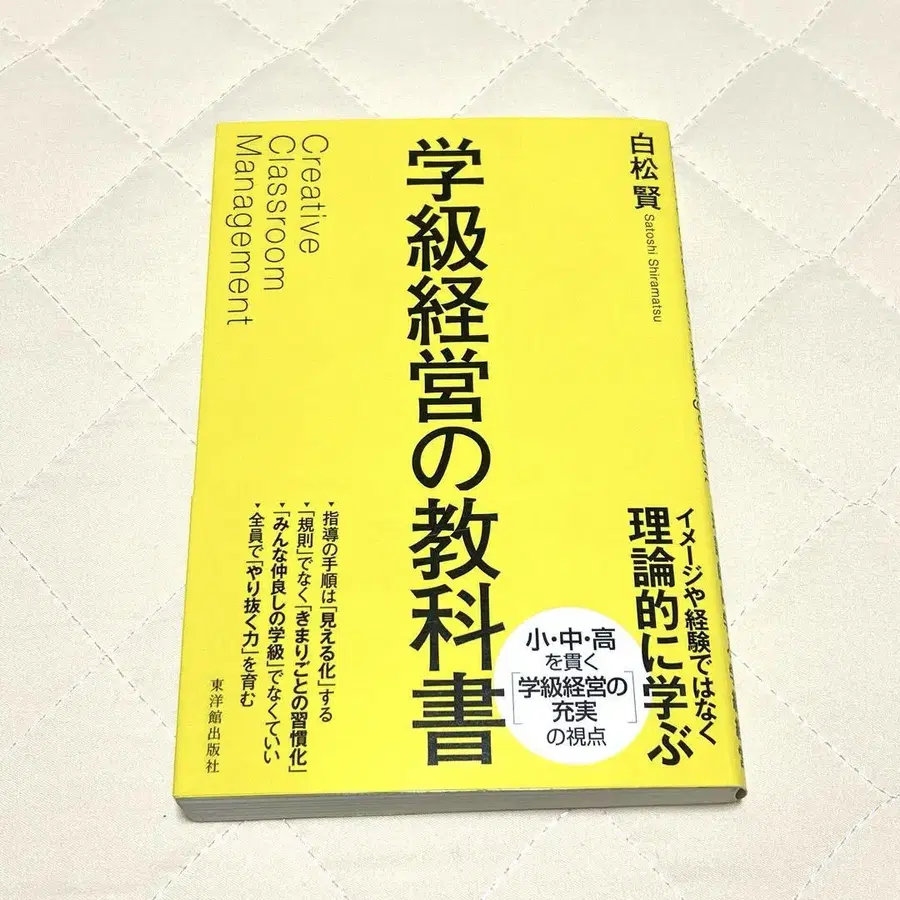 白松 賢
Satoshi Shiramatsu
学級経営の教科書
Creative
Classroom
Management
イメージや経験ではなく
理論的に学ぶ
小・中・高
を貫く
[学級経営の
充実]
の視点
▼指導の手順は「見える化」する
▼「規則」でなく「きまりごとの習慣化」
▼「みんな仲良しの学級」でなくていい
▼全員で「やり抜く力」を育む
東洋館出版社